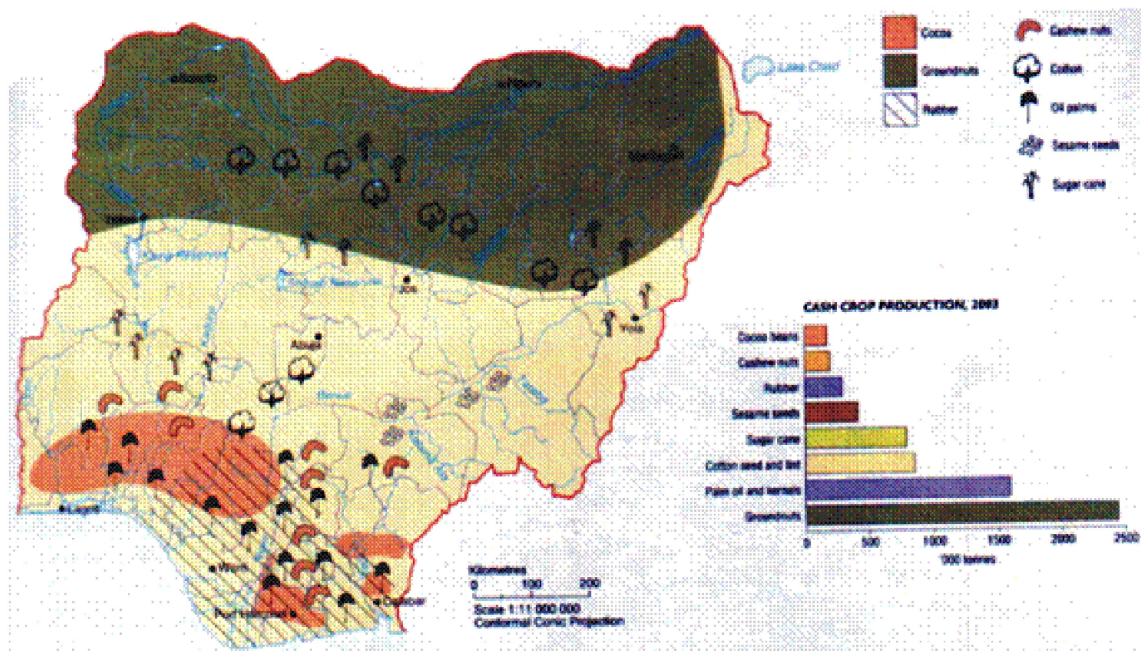 Cocoa
Groundnuts
Rubber
Cashew nuts
Cotton
Oil palms
Sesame seeds
Sugar cane
Lake Chad
Sokoto
Jos
Abuja
Yola
Benue
Lagos
Warri
Port Harcourt
Calabar
Kilometres
0 100 200
Scale 1:11 000 000
Conformal Conic Projection
CASH CROP PRODUCTION, 2003
Cocoa beans
Cashew nuts
Rubber
Sesame seeds
Sugar cane
Cotton seed and lint
Palm oil and kernels
Groundnuts
0 500 1000 1500 2000 2500
'000 tonnes